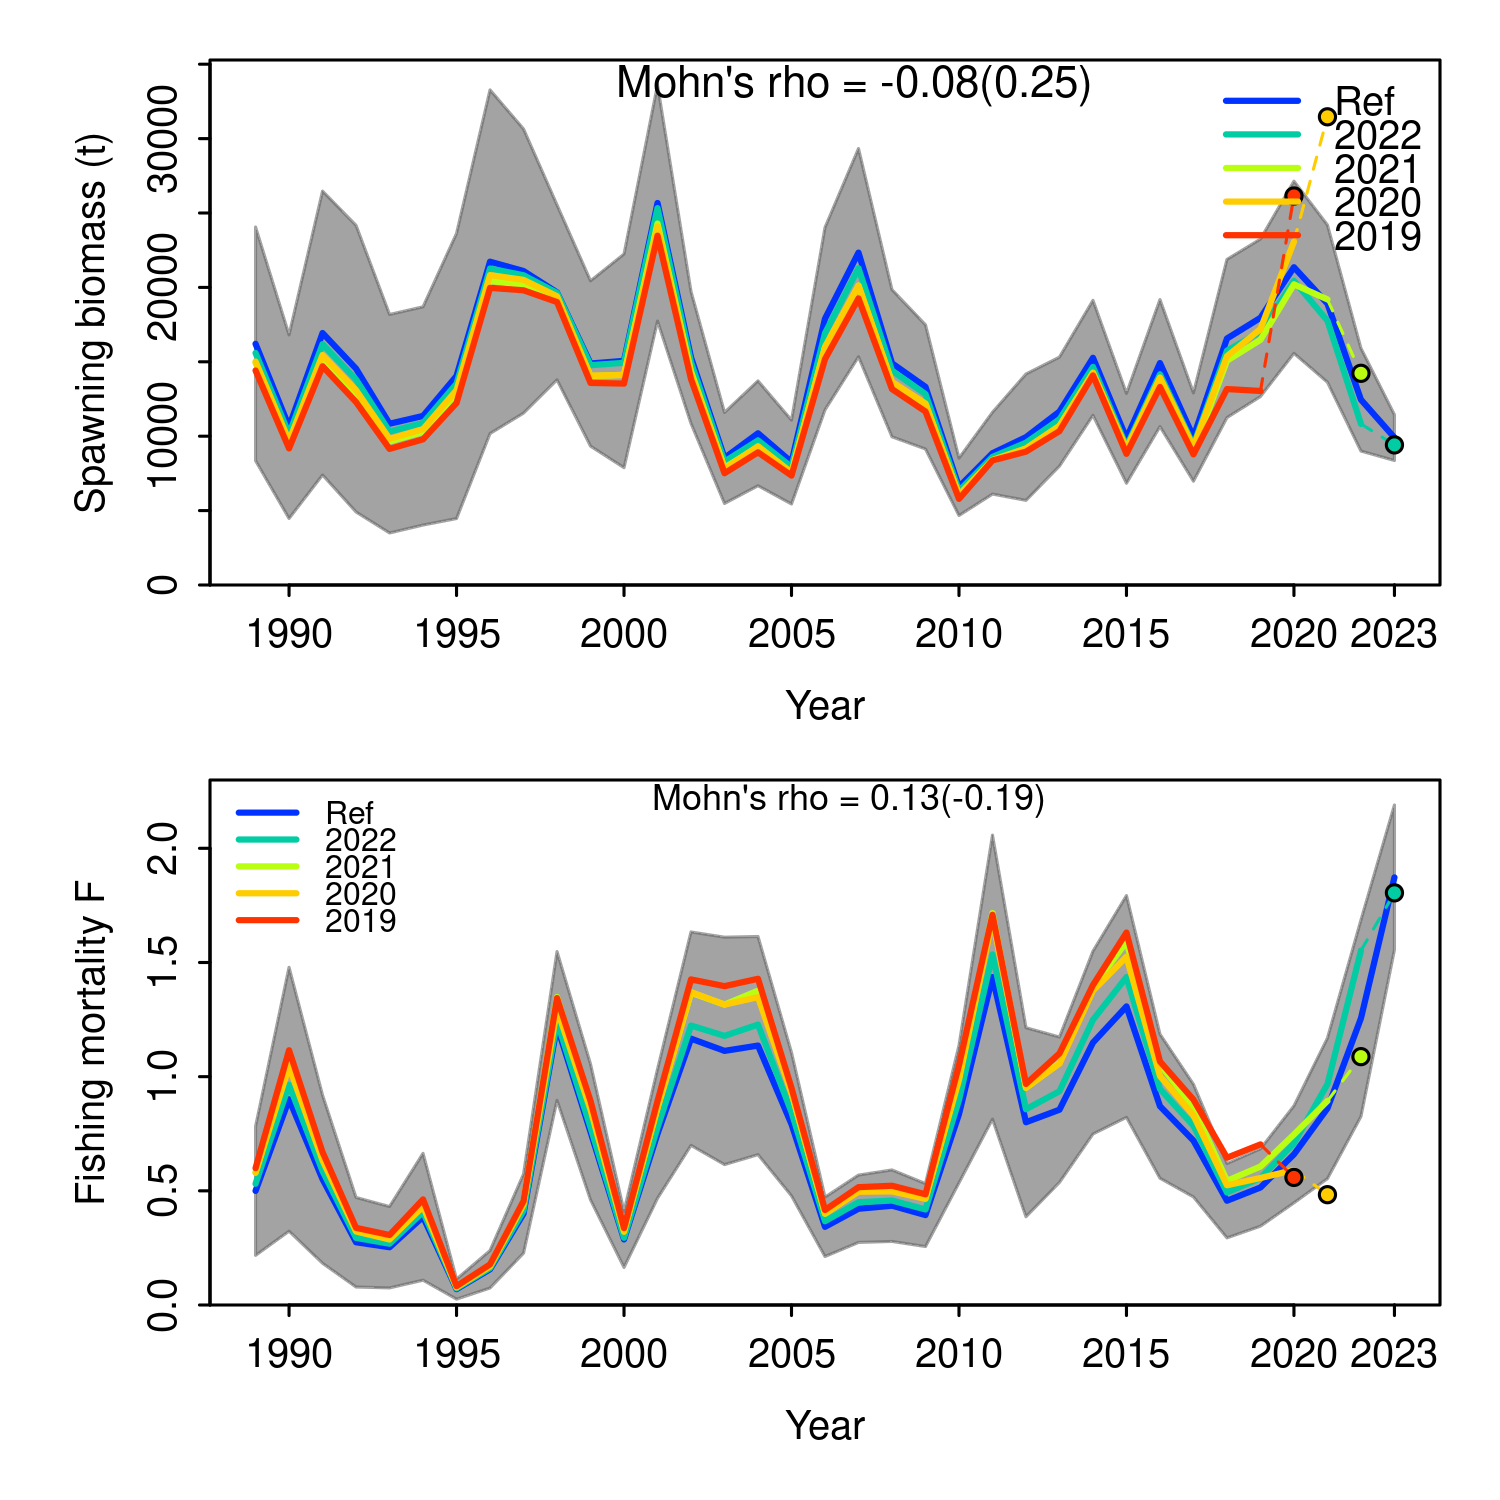 Mohn's rho = -0.08(0.25)
Ref
2022
2021
2020
2019
Spawning biomass (t)
0 10000 20000 30000
1990 1995 2000 2005 2010 2015 2020 2023
Year
Mohn's rho = 0.13(-0.19)
Ref
2022
2021
2020
2019
Fishing mortality F
0.0 0.5 1.0 1.5 2.0
1990 1995 2000 2005 2010 2015 2020 2023
Year